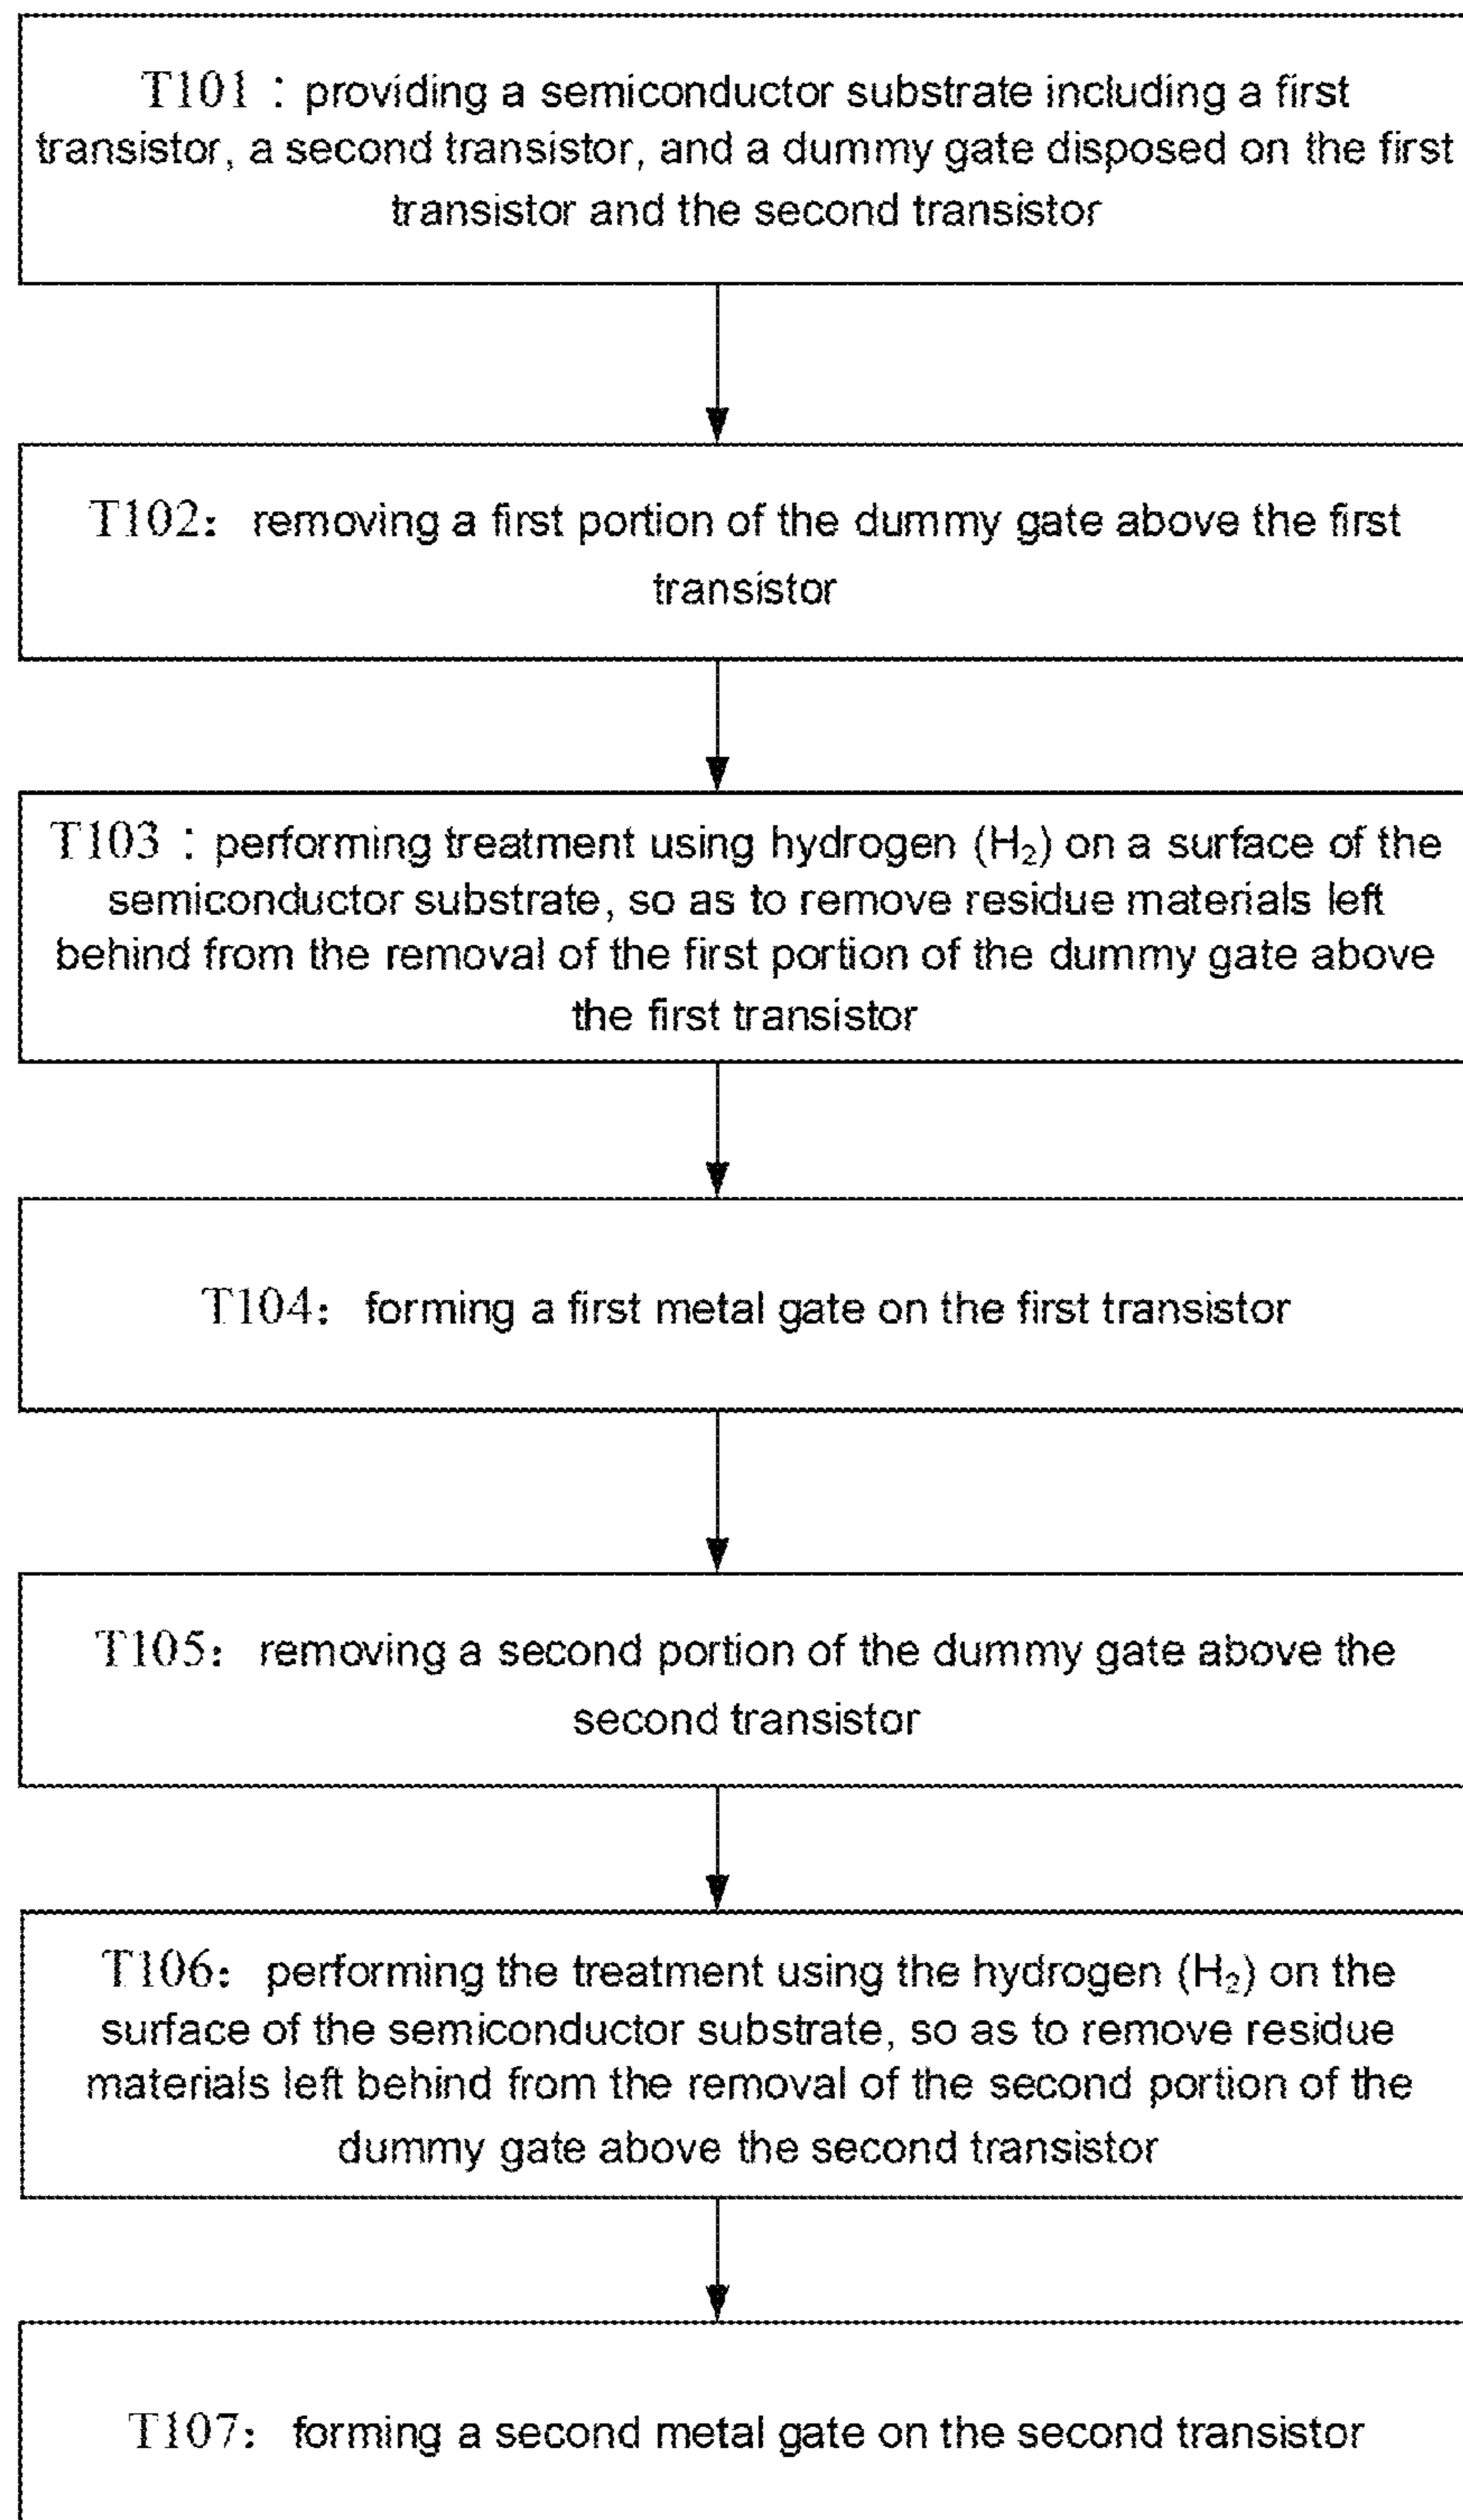 T101 : providing a semiconductor substrate including a first
transistor, a second transistor, and a dummy gate disposed on the first
transistor and the second transistor
T102: removing a first portion of the dummy gate above the first
transistor
T103 : performing treatment using hydrogen (H₂) on a surface of the
semiconductor substrate, so as to remove residue materials left
behind from the removal of the first portion of the dummy gate above
the first transistor
T104: forming a first metal gate on the first transistor
T105: removing a second portion of the dummy gate above the
second transistor
T106: performing the treatment using the hydrogen (H₂) on the
surface of the semiconductor substrate, so as to remove residue
materials left behind from the removal of the second portion of the
dummy gate above the second transistor
T107: forming a second metal gate on the second transistor